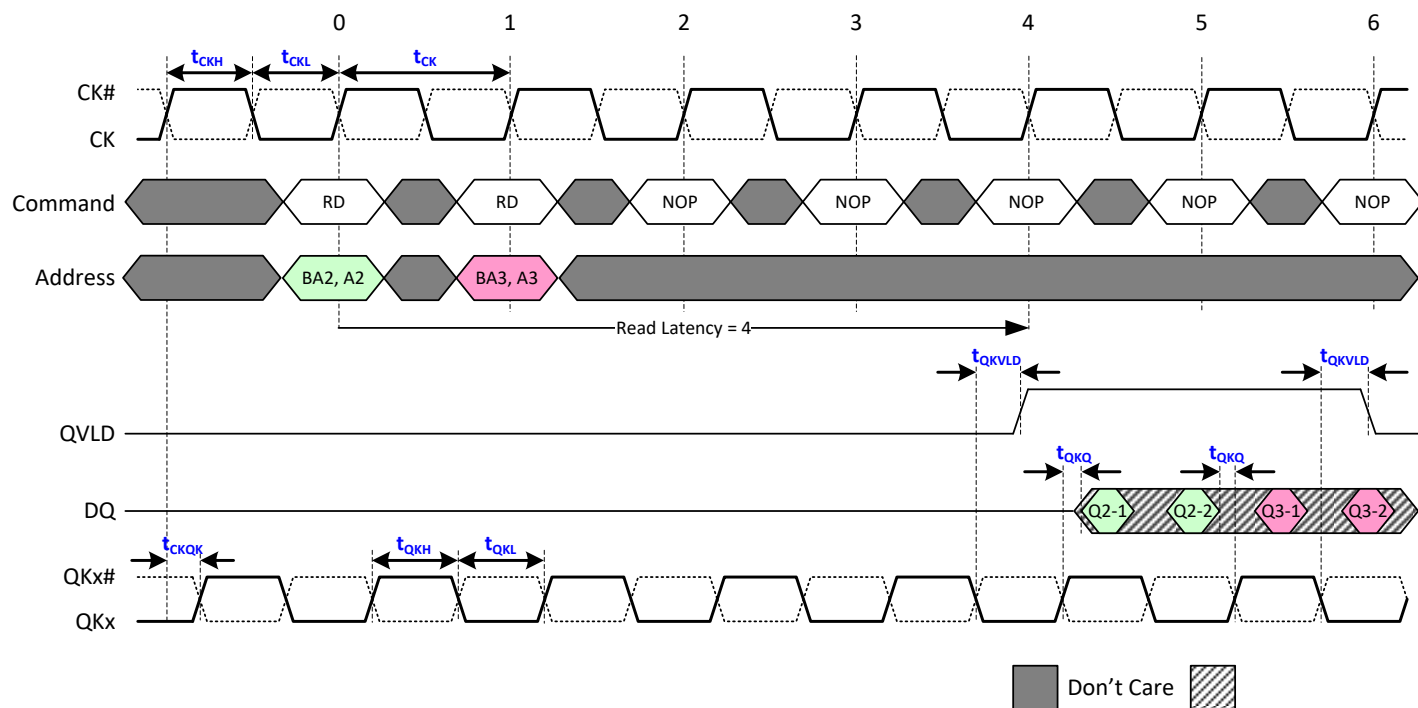 0 1 2 3 4 5 6
tCKH tCKL tCK
CK#
CK
Command RD RD NOP NOP NOP NOP NOP
Address BA2, A2 BA3, A3
Read Latency = 4
tQKVLD tQKVLD
QVLD
tQKQ tQKQ
DQ Q2-1 Q2-2 Q3-1 Q3-2
tCKQK tQKH tQKL
QKx#
QKx
Don't Care